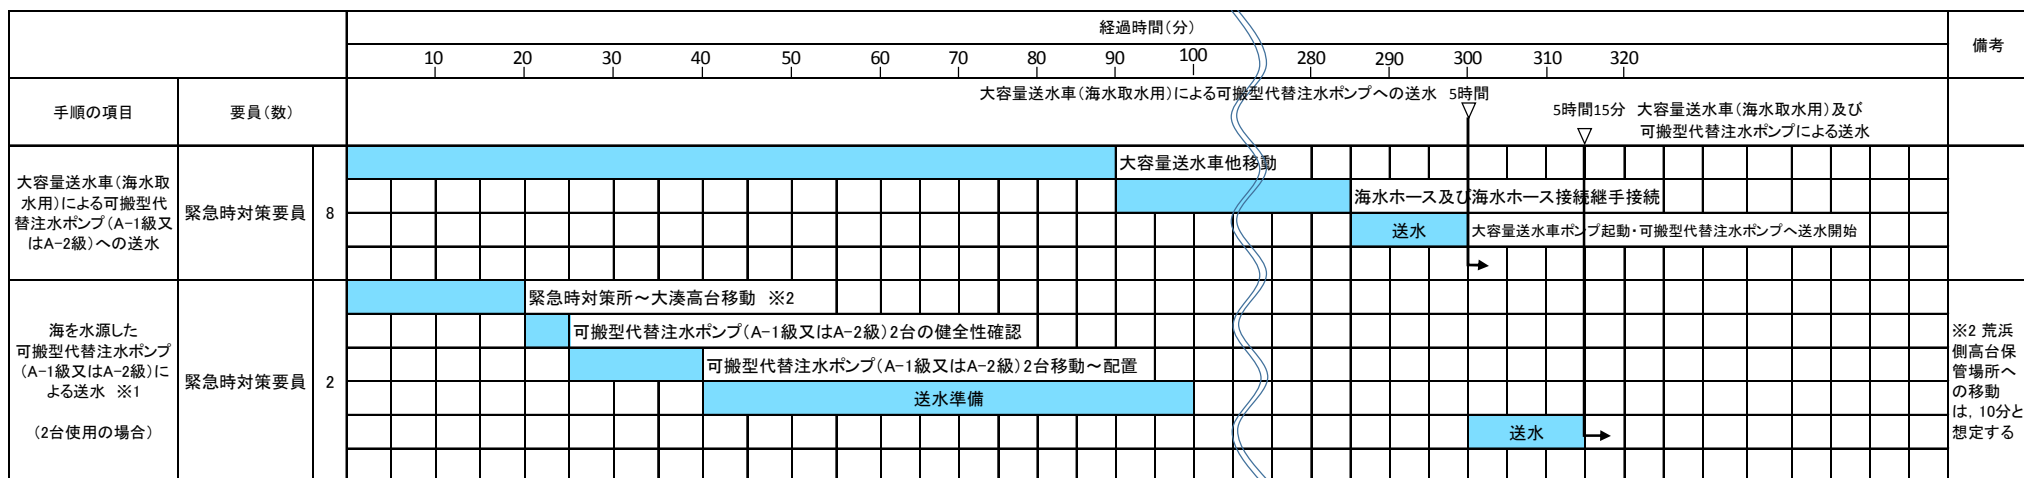 経過時間(分)
備考
10 20 30 40 50 60 70 80 90 100 280 290 300 310 320
手順の項目
要員(数)
大容量送水車(海水取水用)による可搬型代替注水ポンプへの送水 5時間
5時間15分 大容量送水車(海水取水用)及び
可搬型代替注水ポンプによる送水
大容量送水車(海水取
水用)による可搬型代
替注水ポンプ(A-1級又
はA-2級)への送水
緊急時対策要員
8
大容量送水車他移動
海水ホース及び海水ホース接続継手接続
送水
大容量送水車ポンプ起動・可搬型代替注水ポンプへ送水開始
海を水源した
可搬型代替注水ポンプ
(A-1級又はA-2級)に
よる送水 ※1
(2台使用の場合)
緊急時対策要員
2
緊急時対策所~大湊高台移動 ※2
可搬型代替注水ポンプ(A-1級又はA-2級)2台の健全性確認
可搬型代替注水ポンプ(A-1級又はA-2級)2台移動~配置
送水準備
送水
※2 荒浜
側高台保
管場所へ
の移動
は,10分と
想定する